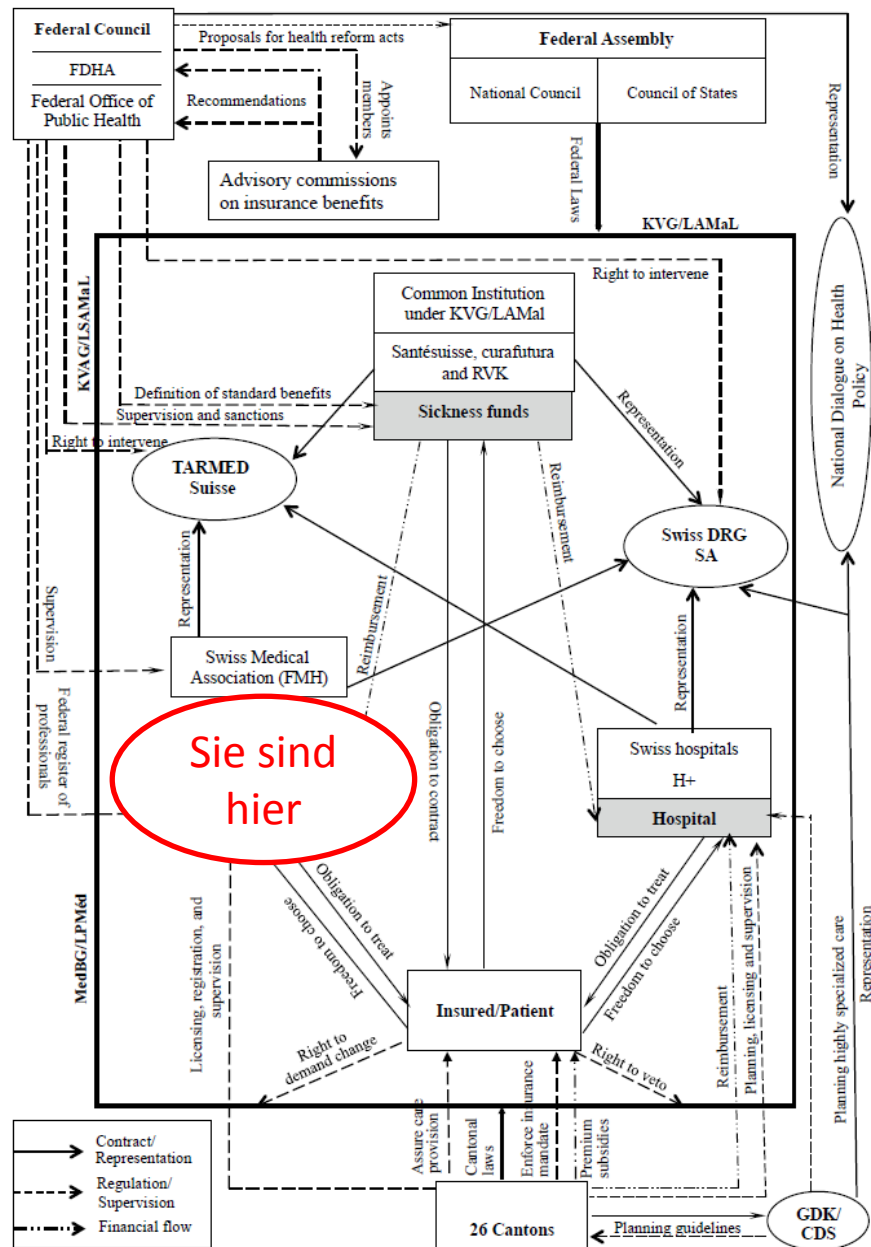 Federal Council
FDHA
Federal Office of
Public Health
Proposals for health reform acts
Recommendations
Appoints
members
Advisory commissions
on insurance benefits
Federal Assembly
National Council
Council of States
Federal Laws
Representation
KVG/LAMaL
KVAG/LSAMaL
Right to intervene
Common Institution
under KVG/LAMal
Santésuisse, curafutura
and RVK
Sickness funds
Definition of standard benefits
Supervision and sanctions
Right to intervene
TARMED
Suisse
Representation
Reimbursement
National Dialogue on Health
Policy
Swiss DRG
SA
Representation
Reimbursement
Supervision
Swiss Medical
Association (FMH)
Representation
Federal register of
professionals
Sie sind
hier
Obligation to contract
Freedom to choose
Swiss hospitals
H+
Hospital
MedBG/LPMéd
Licensing, registration, and
supervision
Obligation to treat
Freedom to choose
Obligation to treat
Freedom to choose
Insured/Patient
Right to
demand change
Right to veto
Reimbursement
Planning, licensing and supervision
Planning highly specialized care
Representation
Assure care
provision
Cantonal
laws
Enforce insurance
mandate
Premium
subsidies
Contract/
Representation
Regulation/
Supervision
Financial flow
26 Cantons
Planning guidelines
GDK/
CDS